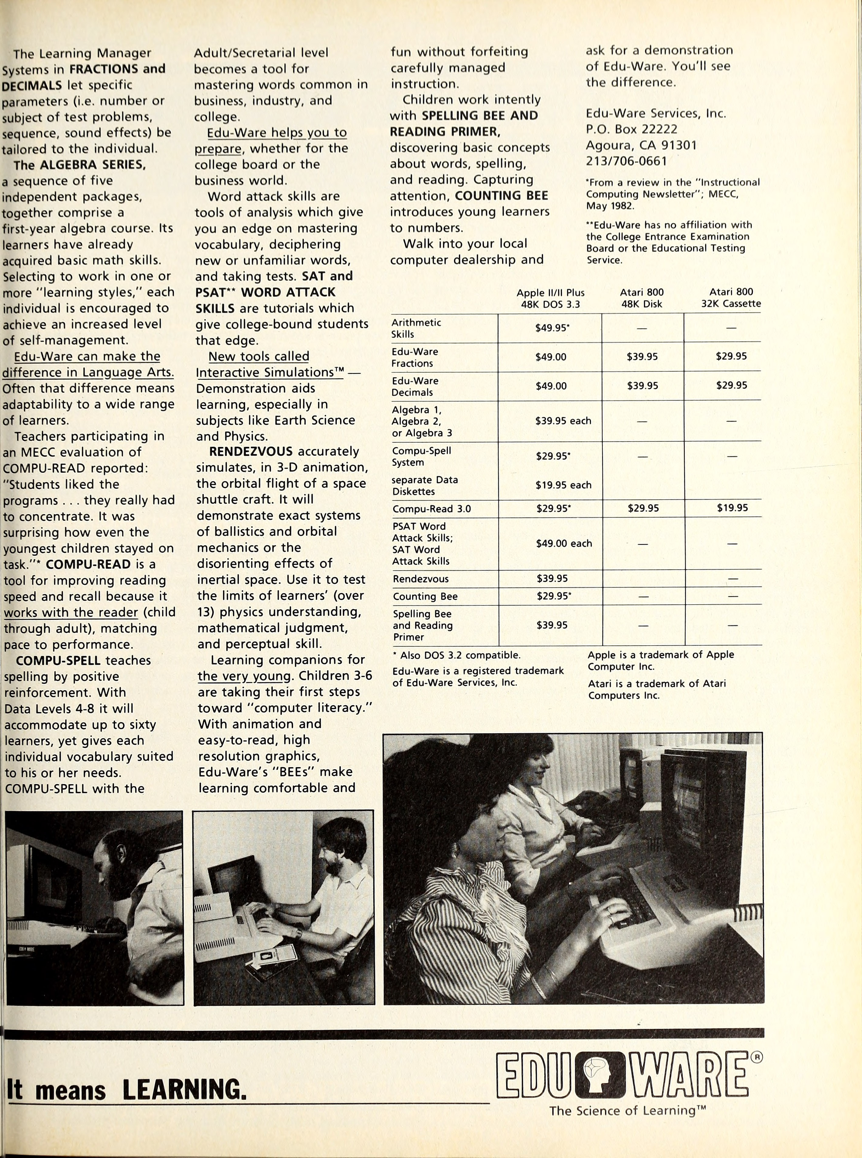 The Learning Manager
Systems in FRACTIONS and
DECIMALS let specific
parameters (i.e. number or
subject of test problems,
sequence, sound effects) be
tailored to the individual.
The ALGEBRA SERIES,
a sequence of five
independent packages,
together comprise a
first-year algebra course. Its
learners have already
acquired basic math skills.
Selecting to work in one or
more "learning styles," each
individual is encouraged to
achieve an increased level
of self-management.
Edu-Ware can make the
difference in Language Arts.
Often that difference means
adaptability to a wide range
of learners.
Teachers participating in
an MECC evaluation of
COMPU-READ reported:
"Students liked the
programs . . . they really had
to concentrate. It was
surprising how even the
youngest children stayed on
task."* COMPU-READ is a
tool for improving reading
speed and recall because it
works with the reader (child
through adult), matching
pace to performance.
COMPU-SPELL teaches
spelling by positive
reinforcement. With
Data Levels 4-8 it will
accommodate up to sixty
learners, yet gives each
individual vocabulary suited
to his or her needs.
COMPU-SPELL with the
Adult/Secretarial level
becomes a tool for
mastering words common in
business, industry, and
college.
Edu-Ware helps you to
prepare, whether for the
college board or the
business world.
Word attack skills are
tools of analysis which give
you an edge on mastering
vocabulary, deciphering
new or unfamiliar words,
and taking tests. SAT and
PSAT** WORD ATTACK
SKILLS are tutorials which
give college-bound students
that edge.
New tools called
Interactive Simulations™ —
Demonstration aids
learning, especially in
subjects like Earth Science
and Physics.
RENDEZVOUS accurately
simulates, in 3-D animation,
the orbital flight of a space
shuttle craft. It will
demonstrate exact systems
of ballistics and orbital
mechanics or the
disorienting effects of
inertial space. Use it to test
the limits of learners' (over
13) physics understanding,
mathematical judgment,
and perceptual skill.
Learning companions for
the very young. Children 3-6
are taking their first steps
toward "computer literacy."
With animation and
easy-to-read, high
resolution graphics,
Edu-Ware's "BEEs" make
learning comfortable and
fun without forfeiting
carefully managed
instruction.
Children work intently
with SPELLING BEE AND
READING PRIMER,
discovering basic concepts
about words, spelling,
and reading. Capturing
attention, COUNTING BEE
introduces young learners
to numbers.
Walk into your local
computer dealership and
ask for a demonstration
of Edu-Ware. You'll see
the difference.
Edu-Ware Services, Inc.
P.O. Box 22222
Agoura, CA 91301
213/706-0661
*From a review in the "Instructional
Computing Newsletter"; MECC,
May 1982.
**Edu-Ware has no affiliation with
the College Entrance Examination
Board or the Educational Testing
Service.
Apple II/II Plus Atari 800 Atari 800
48K DOS 3.3 48K Disk 32K Cassette
Arithmetic
Skills $49.95* — —
Edu-Ware
Fractions $49.00 $39.95 $29.95
Edu-Ware
Decimals $49.00 $39.95 $29.95
Algebra 1,
Algebra 2, $39.95 each — —
or Algebra 3
Compu-Spell
System $29.95* — —
separate Data
Diskettes $19.95 each
Compu-Read 3.0 $29.95* $29.95 $19.95
PSAT Word
Attack Skills;
SAT Word $49.00 each — —
Attack Skills
Rendezvous $39.95 —
Counting Bee $29.95* — —
Spelling Bee
and Reading $39.95 — —
Primer
* Also DOS 3.2 compatible.
Edu-Ware is a registered trademark
of Edu-Ware Services, Inc.
Apple is a trademark of Apple
Computer Inc.
Atari is a trademark of Atari
Computers Inc.
It means LEARNING.
EDU WARE®
The Science of Learning™